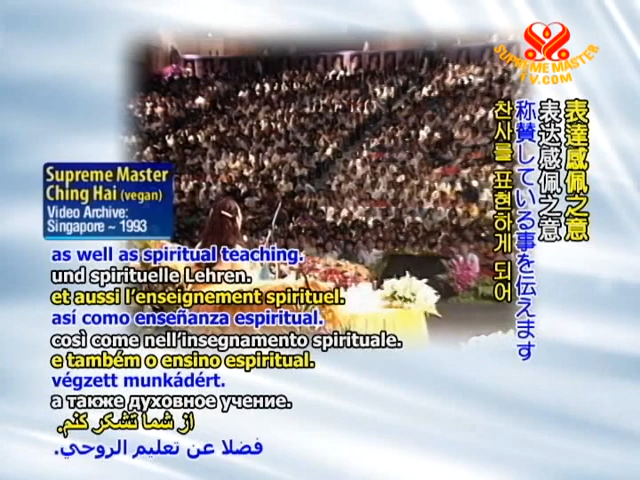 SUPREME MASTER
TV.COM
表達感佩之意
表达感佩之意
称賛している事を伝えます
찬사를 표현하게 되어
Supreme Master
Ching Hai (vegan)
Video Archive:
Singapore ~ 1993
as well as spiritual teaching.
und spirituelle Lehren.
et aussi l'enseignement spirituel.
así como enseñanza espiritual.
così come nell'insegnamento spirituale.
e também o ensino espiritual.
végzett munkádért.
а также духовное учение.
از شما تشکر کنم.
فضلا عن تعليم الروحي.